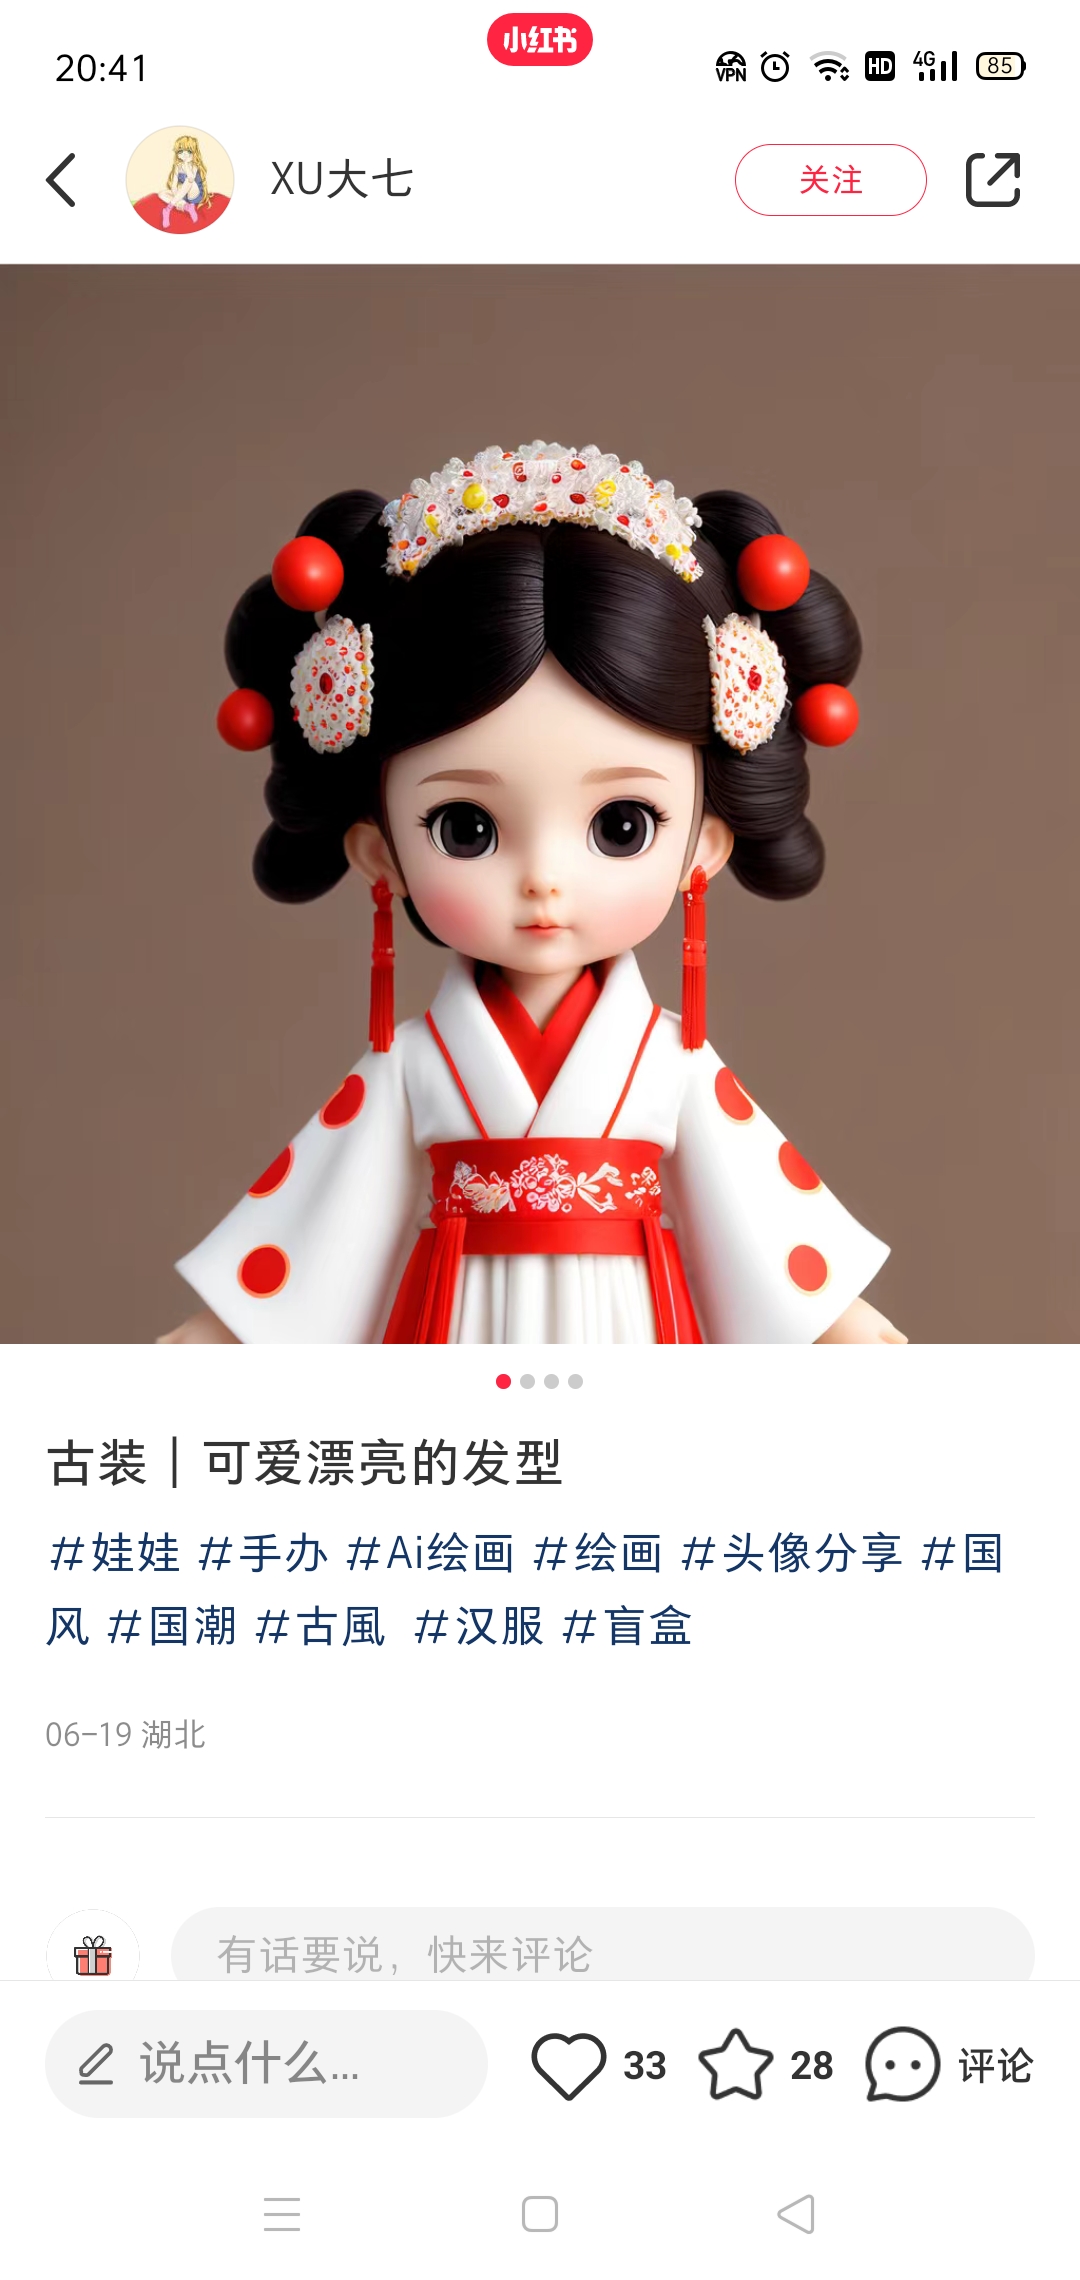 小红书
20:41
VPN HD 4G 85
XU大七
关注
古装｜可爱漂亮的发型
#娃娃 #手办 #Ai绘画 #绘画 #头像分享 #国
风 #国潮 #古風 #汉服 #盲盒
06-19 湖北
有话要说，快来评论
说点什么...
33
28
评论